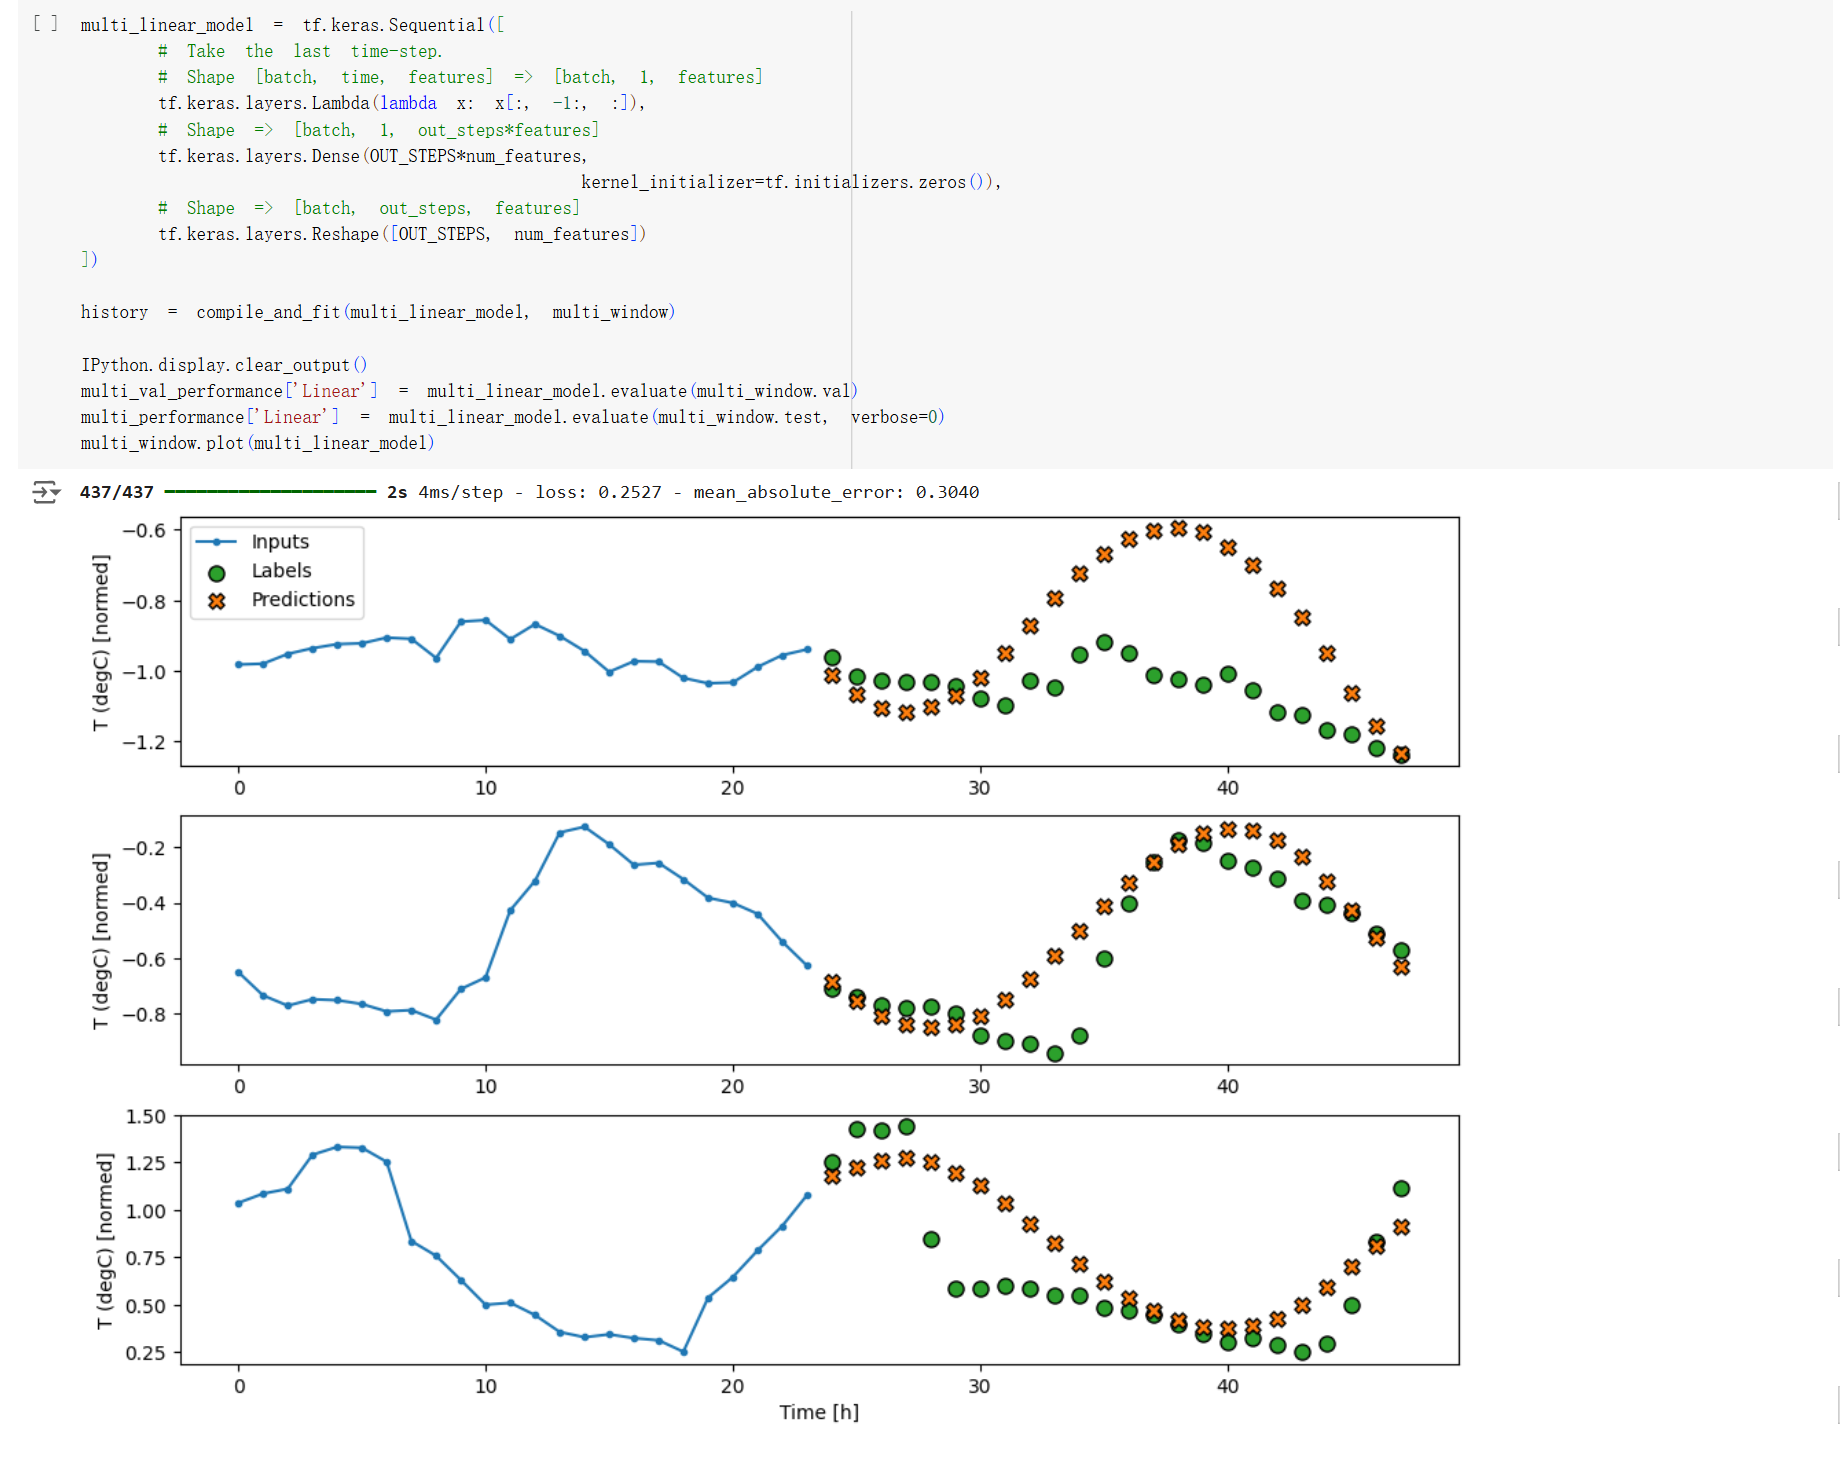 [ ] multi_linear_model = tf.keras.Sequential([
# Take the last time-step.
# Shape [batch, time, features] => [batch, 1, features]
tf.keras.layers.Lambda(lambda x: x[:, -1:, :]),
# Shape => [batch, 1, out_steps*features]
tf.keras.layers.Dense(OUT_STEPS*num_features,
kernel_initializer=tf.initializers.zeros()),
# Shape => [batch, out_steps, features]
tf.keras.layers.Reshape([OUT_STEPS, num_features])
])
history = compile_and_fit(multi_linear_model, multi_window)
IPython.display.clear_output()
multi_val_performance['Linear'] = multi_linear_model.evaluate(multi_window.val)
multi_performance['Linear'] = multi_linear_model.evaluate(multi_window.test, verbose=0)
multi_window.plot(multi_linear_model)
437/437 ━━━━━━━━━━━━━━━━━━━━ 2s 4ms/step - loss: 0.2527 - mean_absolute_error: 0.3040
T (degC) [normed]
−0.6
−0.8
−1.0
−1.2
Inputs
Labels
Predictions
0 10 20 30 40
T (degC) [normed]
−0.2
−0.4
−0.6
−0.8
0 10 20 30 40
T (degC) [normed]
1.50
1.25
1.00
0.75
0.50
0.25
0 10 20 30 40
Time [h]